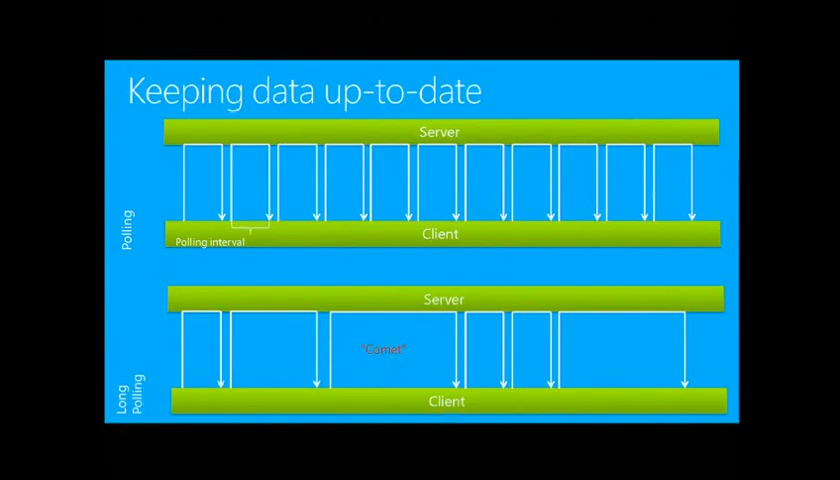 Keeping data up-to-date
Server
Polling
Client
Polling interval
Server
"Comet"
Long
Polling
Client